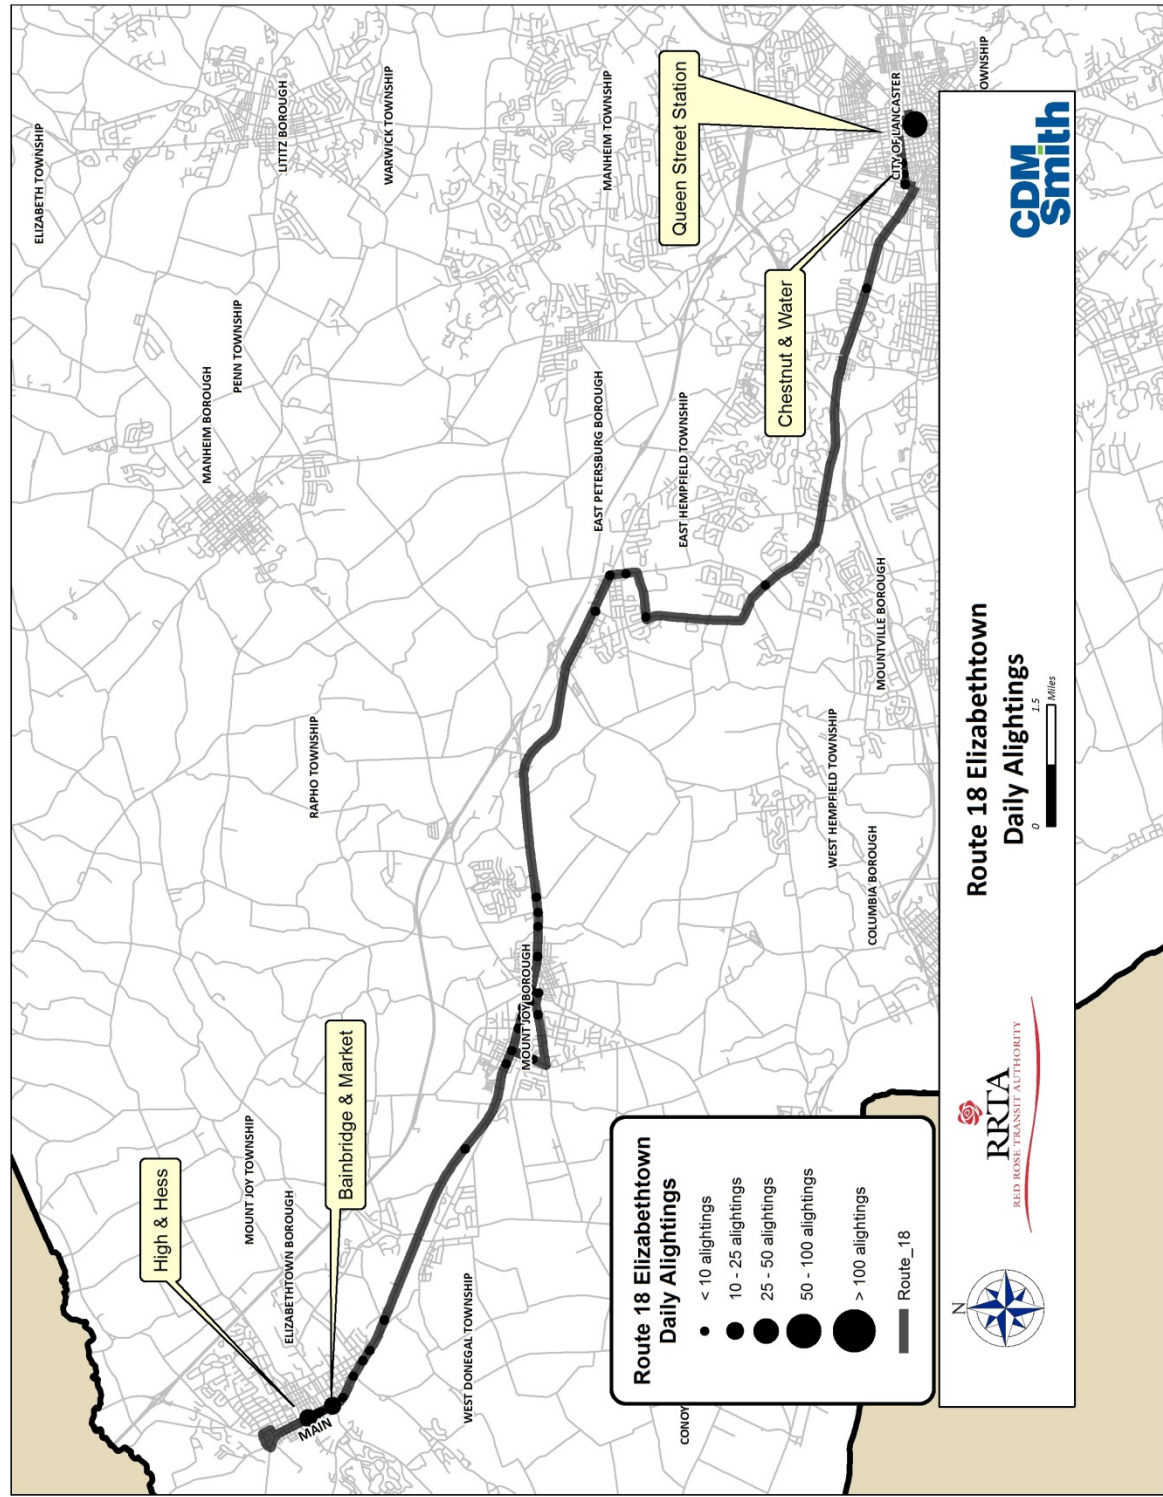 ELIZABETH TOWNSHIP
LITITZ BOROUGH
WARWICK TOWNSHIP
MANHEIM TOWNSHIP
Queen Street Station
CITY OF LANCASTER
OWNSHIP
PENN TOWNSHIP
MANHEIM BOROUGH
Chestnut & Water
EAST PETERSBURG BOROUGH
EAST HEMPFIELD TOWNSHIP
MOUNTVILLE BOROUGH
RAPHO TOWNSHIP
WEST HEMPFIELD TOWNSHIP
COLUMBIA BOROUGH
MOUNT JOY BOROUGH
MOUNT JOY TOWNSHIP
High & Hess
Bainbridge & Market
ELIZABETHTOWN BOROUGH
MAIN
WEST DONEGAL TOWNSHIP
CONOY
Route 18 Elizabethtown
Daily Alightings
< 10 alightings
10 - 25 alightings
25 - 50 alightings
50 - 100 alightings
> 100 alightings
Route_18
N
RRTA
RED ROSE TRANSIT AUTHORITY
Route 18 Elizabethtown
Daily Alightings
0 1.5
Miles
CDM
Smith